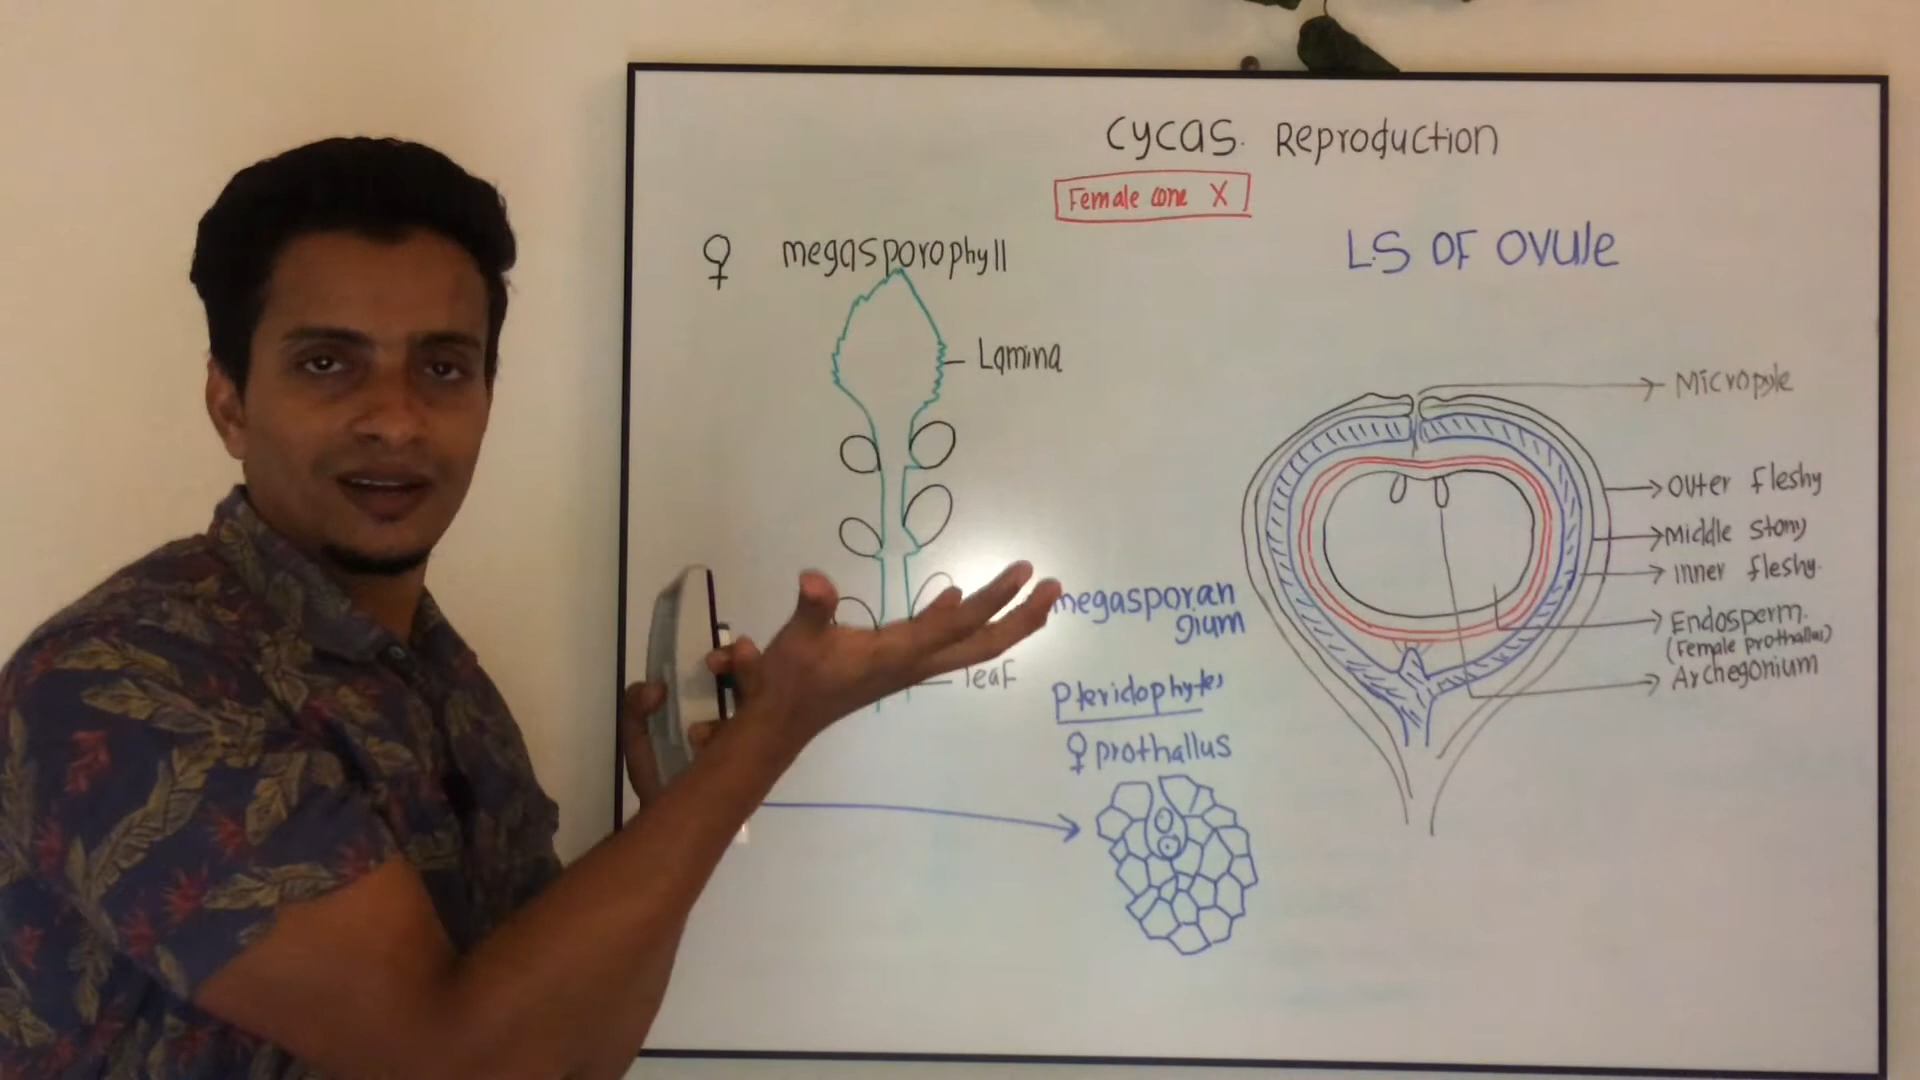 Cycas. Reproduction
Female cone X
♀ megasporophyll
Lamina
megasporan
gium
leaf
Pteridophytes
♀ prothallus
L.S OF OVULE
Micropyle
Outer fleshy
Middle stony
Inner fleshy.
Endosperm.
(Female prothallus)
Archegonium